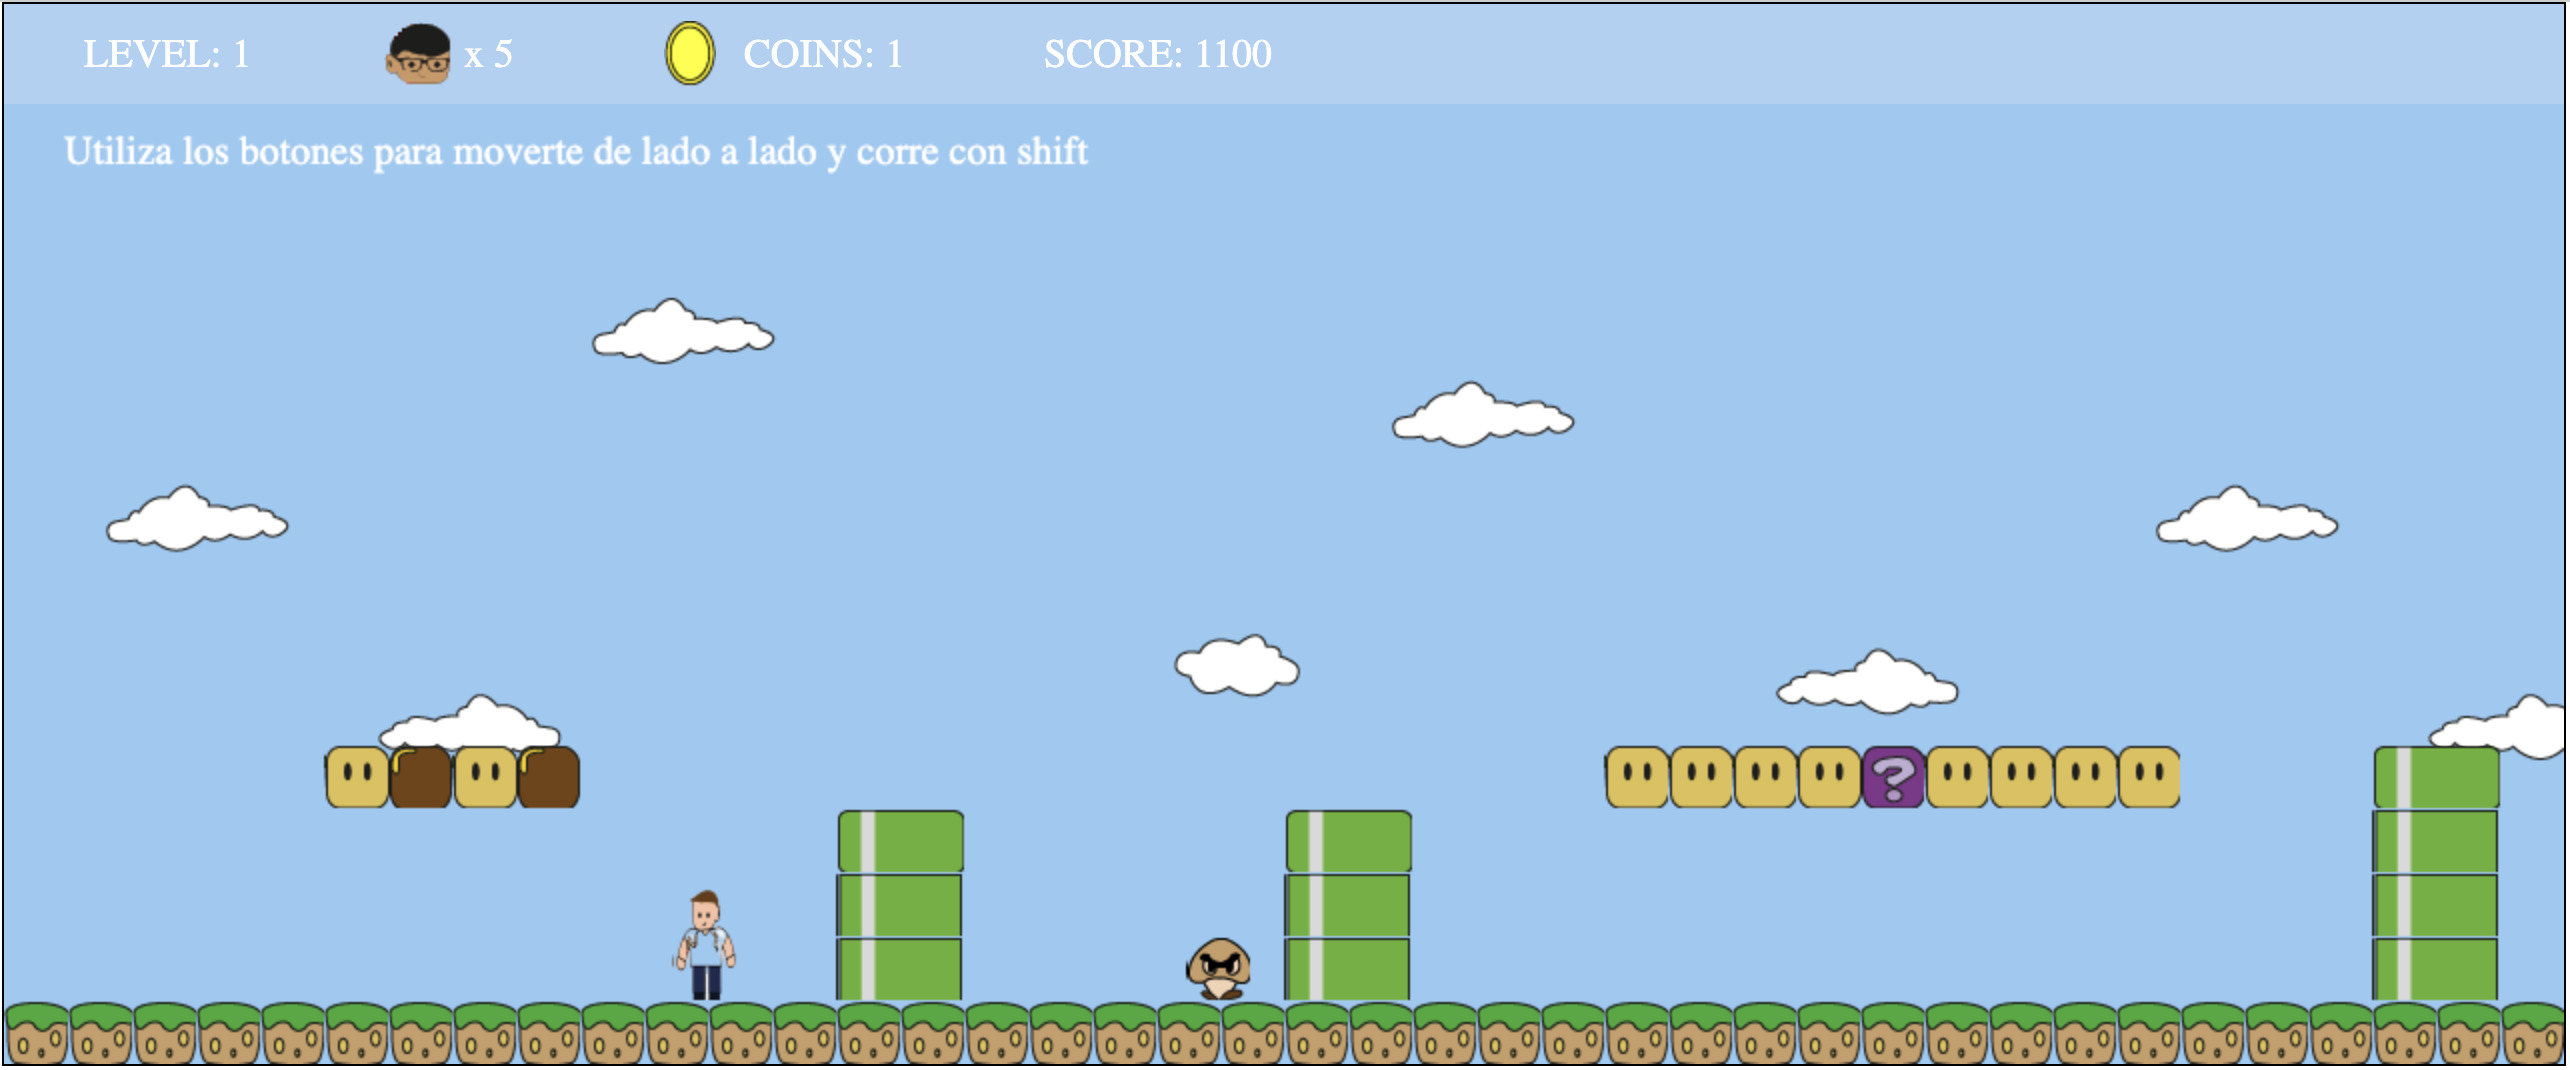 LEVEL: 1 x 5 COINS: 1 SCORE: 1100
Utiliza los botones para moverte de lado a lado y corre con shift
?